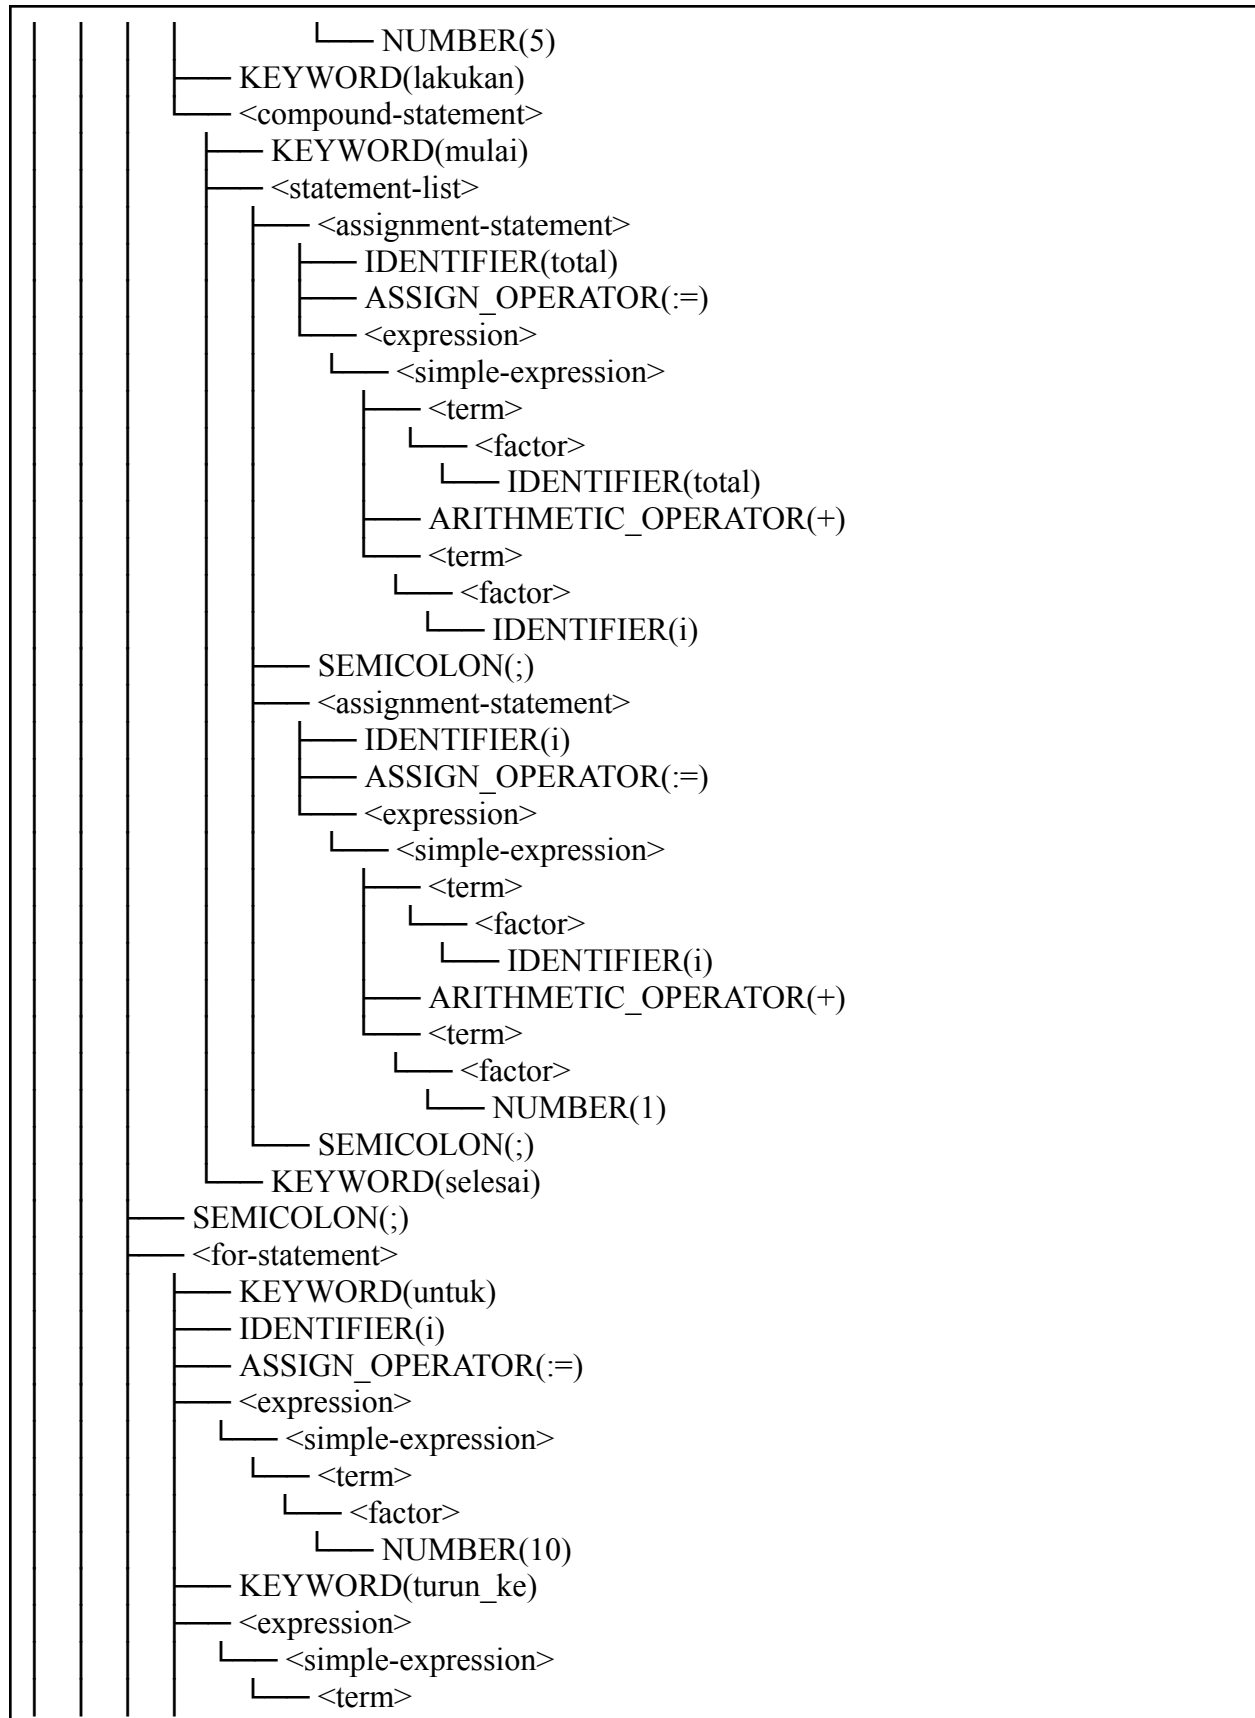 NUMBER(5)
KEYWORD(lakukan)
<compound-statement>
KEYWORD(mulai)
<statement-list>
<assignment-statement>
IDENTIFIER(total)
ASSIGN_OPERATOR(:=)
<expression>
<simple-expression>
<term>
<factor>
IDENTIFIER(total)
ARITHMETIC_OPERATOR(+)
<term>
<factor>
IDENTIFIER(i)
SEMICOLON(;)
<assignment-statement>
IDENTIFIER(i)
ASSIGN_OPERATOR(:=)
<expression>
<simple-expression>
<term>
<factor>
IDENTIFIER(i)
ARITHMETIC_OPERATOR(+)
<term>
<factor>
NUMBER(1)
SEMICOLON(;)
KEYWORD(selesai)
SEMICOLON(;)
<for-statement>
KEYWORD(untuk)
IDENTIFIER(i)
ASSIGN_OPERATOR(:=)
<expression>
<simple-expression>
<term>
<factor>
NUMBER(10)
KEYWORD(turun_ke)
<expression>
<simple-expression>
<term>